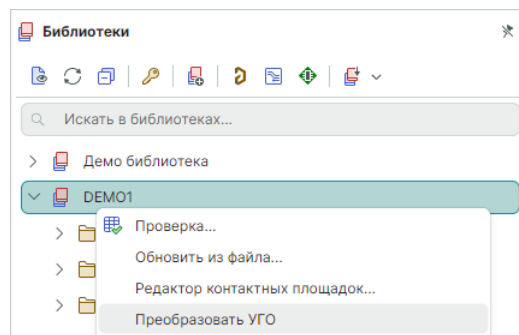 Библиотеки
Искать в библиотеках...
Демо библиотека
DEMO1
Проверка...
Обновить из файла...
Редактор контактных площадок...
Преобразовать УГО